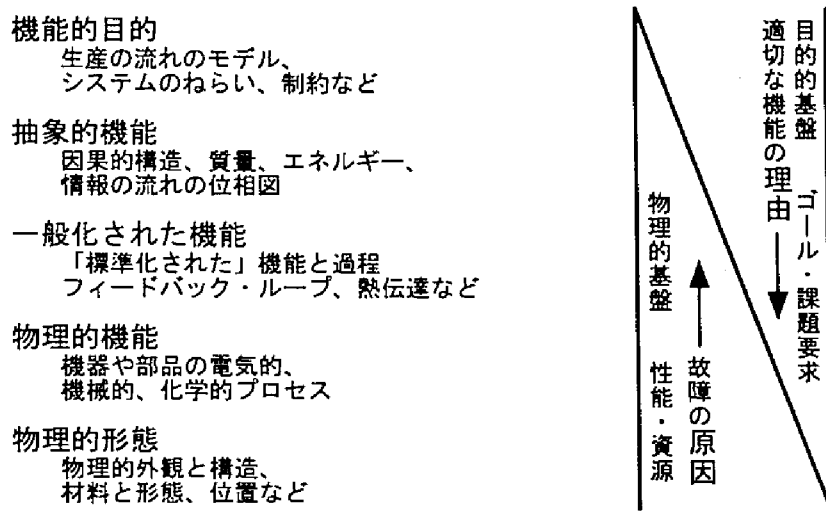 機能的目的
生産の流れのモデル、
システムのねらい、制約など
抽象的機能
因果的構造、質量、エネルギー、
情報の流れの位相図
一般化された機能
「標準化された」機能と過程
フィードバック・ループ、熱伝達など
物理的機能
機器や部品の電気的、
機械的、化学的プロセス
物理的形態
物理的外観と構造、
材料と形態、位置など
目的的基盤 ゴール・課題要求
適切な機能の理由
物理的基盤 性能・資源
故障の原因